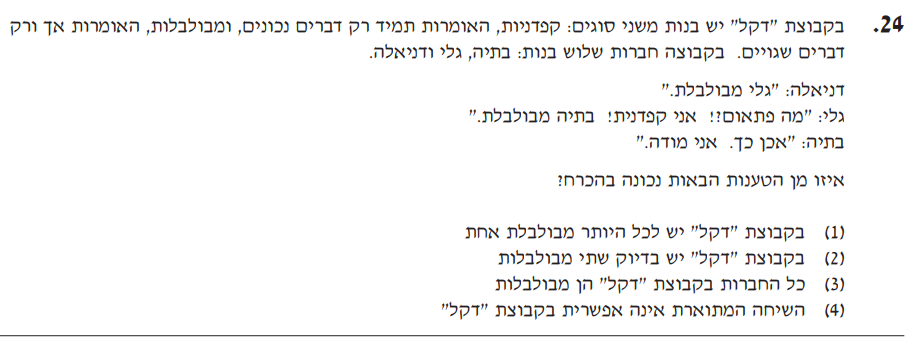 24. בקבוצת "דקל" יש בנות משני סוגים: קפדניות, האומרות תמיד רק דברים נכונים, ומבולבלות, האומרות אך ורק
דברים שגויים. בקבוצה חברות שלוש בנות: בתיה, גלי ודניאלה.
דניאלה: "גלי מבולבלת."
גלי: "מה פתאום?! אני קפדנית! בתיה מבולבלת."
בתיה: "אכן כך. אני מודה."
איזו מן הטענות הבאות נכונה בהכרח?
(1) בקבוצת "דקל" יש לכל היותר מבולבלת אחת
(2) בקבוצת "דקל" יש בדיוק שתי מבולבלות
(3) כל החברות בקבוצת "דקל" הן מבולבלות
(4) השיחה המתוארת אינה אפשרית בקבוצת "דקל"